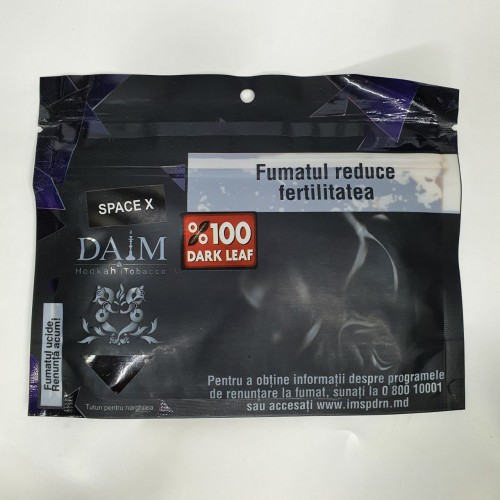 Fumatul reduce
fertilitatea
SPACE X
%100
DARK LEAF
DAIM
Hookah Tobacco
Fumatul ucide!
Renunță acum!
Pentru a obține informații despre programele
de renunțare la fumat, sunați la 0 800 10001
sau accesați www.imspdrn.md
Tutun pentru narghilea